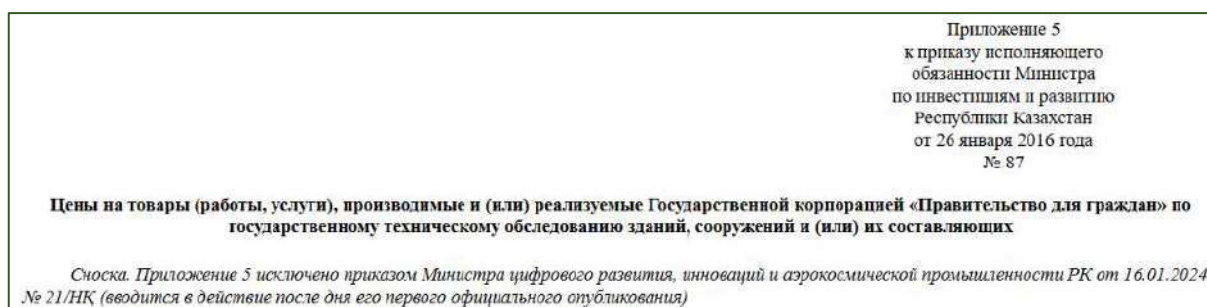 Приложение 5
к приказу исполняющего
обязанности Министра
по инвестициям и развитию
Республики Казахстан
от 26 января 2016 года
№ 87
Цены на товары (работы, услуги), производимые и (или) реализуемые Государственной корпорацией «Правительство для граждан» по
государственному техническому обследованию зданий, сооружений и (или) их составляющих
Сноска. Приложение 5 исключено приказом Министра цифрового развития, инноваций и аэрокосмической промышленности РК от 16.01.2024
№ 21/НҚ (вводится в действие после дня его первого официального опубликования)